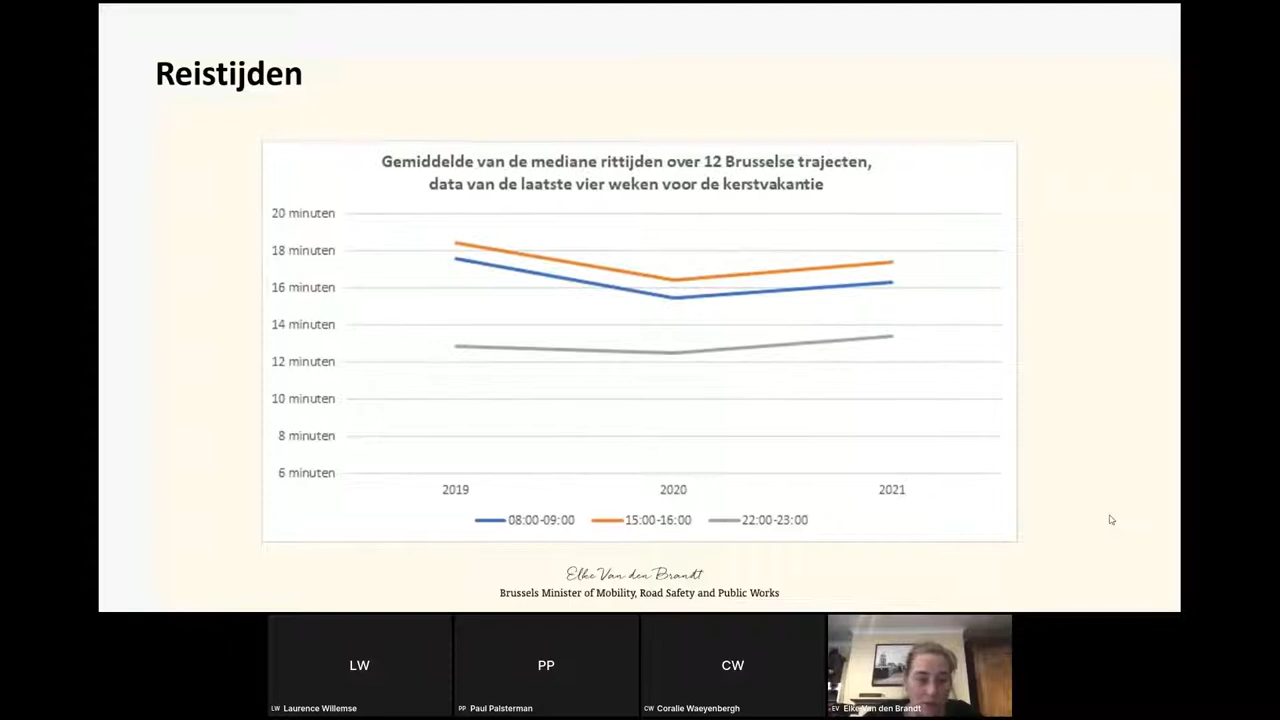 Reistijden
Gemiddelde van de mediane rittijden over 12 Brusselse trajecten,
data van de laatste vier weken voor de kerstvakantie
20 minuten
18 minuten
16 minuten
14 minuten
12 minuten
10 minuten
8 minuten
6 minuten
2019 2020 2021
08:00-09:00 15:00-16:00 22:00-23:00
Elke Van den Brandt
Brussels Minister of Mobility, Road Safety and Public Works
LW PP CW
LW Laurence Willemse
PP Paul Palsterman
CW Coralie Waeyenbergh
EV Elke Van den Brandt